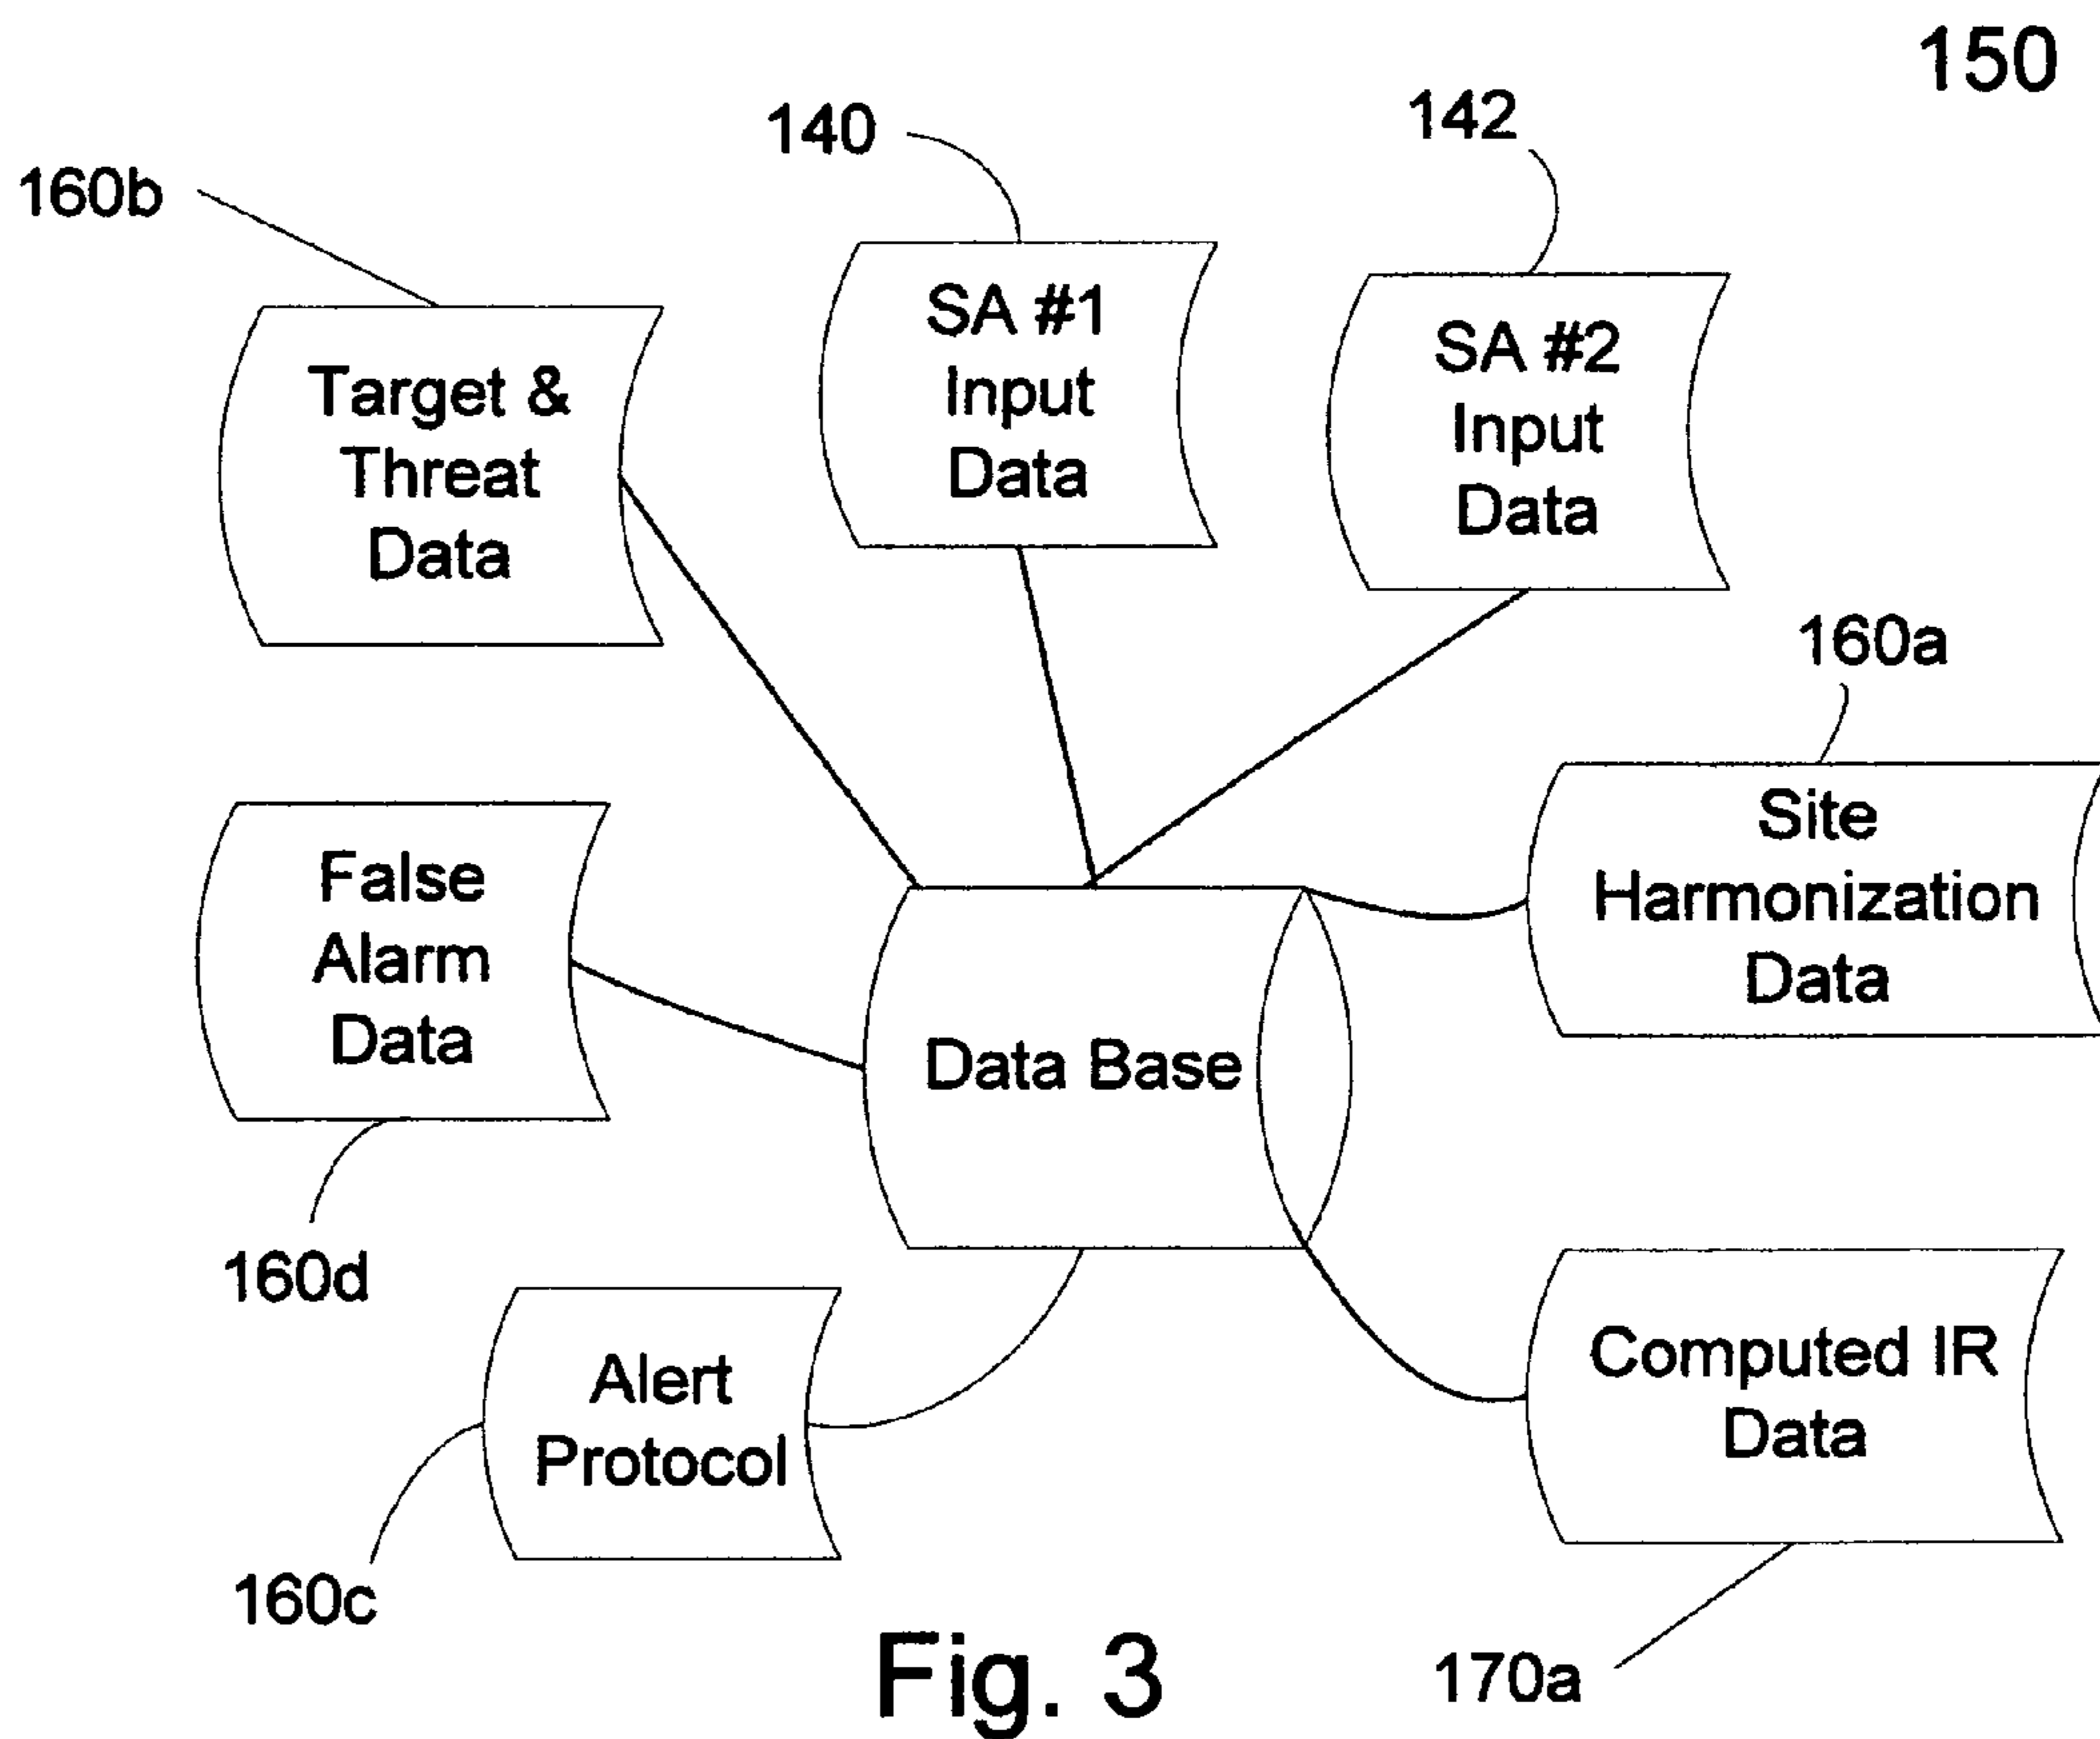 150
140
142
160b
SA #1
Input
Data
SA #2
Input
Data
Target &
Threat
Data
160a
Site
Harmonization
Data
False
Alarm
Data
Data Base
160d
Alert
Protocol
Computed IR
Data
160c
170a
Fig. 3